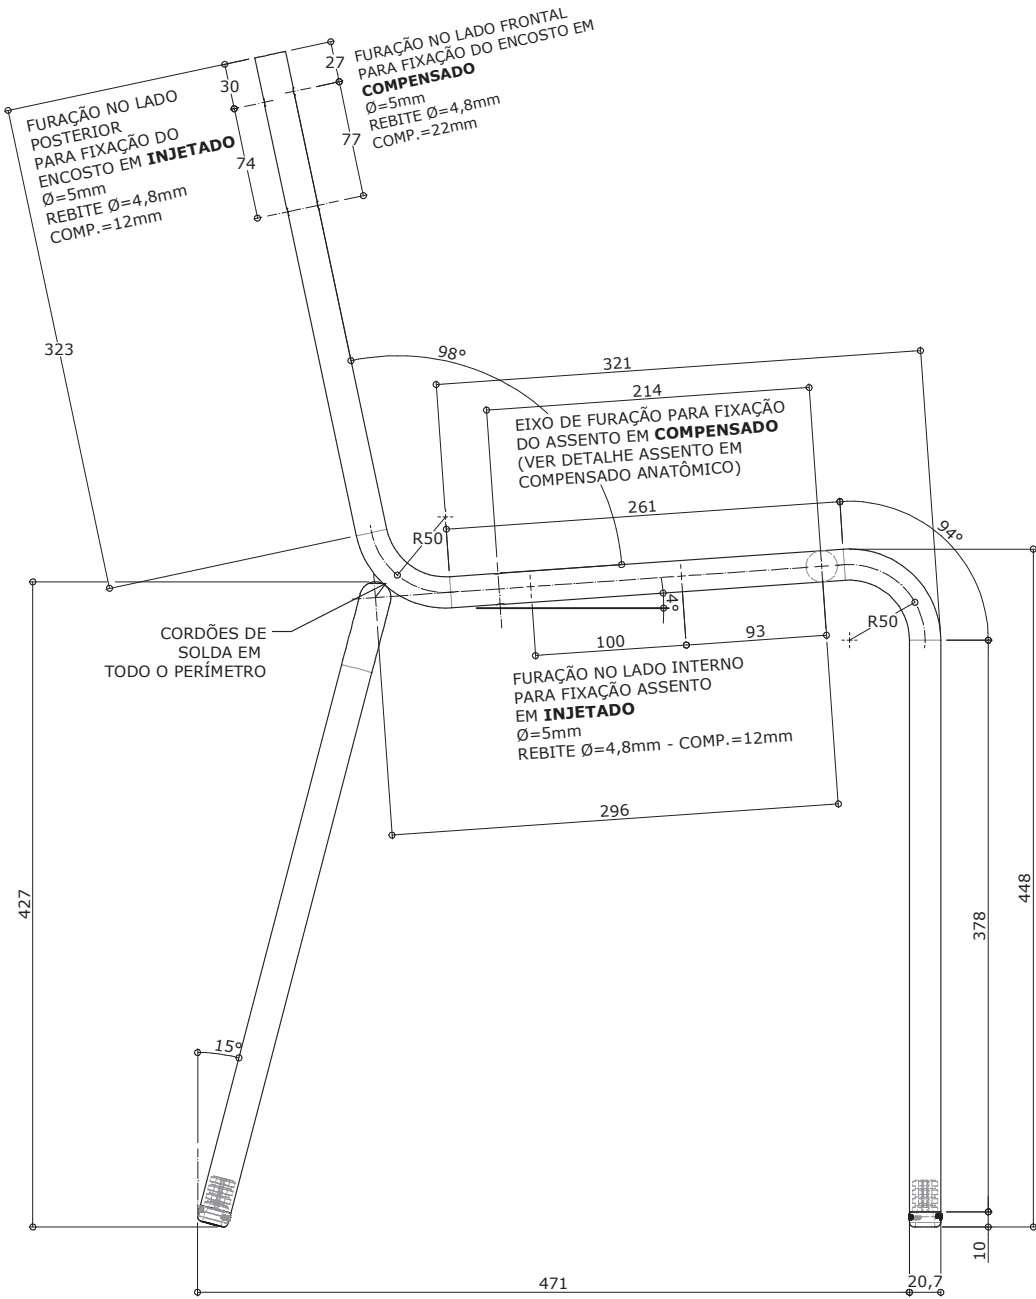 27
FURAÇÃO NO LADO FRONTAL
PARA FIXAÇÃO DO ENCOSTO EM
COMPENSADO
Ø=5mm
REBITE Ø=4,8mm
COMP.=22mm
30
77
74
FURAÇÃO NO LADO
POSTERIOR
PARA FIXAÇÃO DO
ENCOSTO EM INJETADO
Ø=5mm
REBITE Ø=4,8mm
COMP.=12mm
323
98°
321
214
EIXO DE FURAÇÃO PARA FIXAÇÃO
DO ASSENTO EM COMPENSADO
(VER DETALHE ASSENTO EM
COMPENSADO ANATÔMICO)
261
R50
94°
4°
R50
CORDÕES DE
SOLDA EM
TODO O PERÍMETRO
100
93
FURAÇÃO NO LADO INTERNO
PARA FIXAÇÃO ASSENTO
EM INJETADO
Ø=5mm
REBITE Ø=4,8mm - COMP.=12mm
296
427
448
378
15°
10
471
20,7